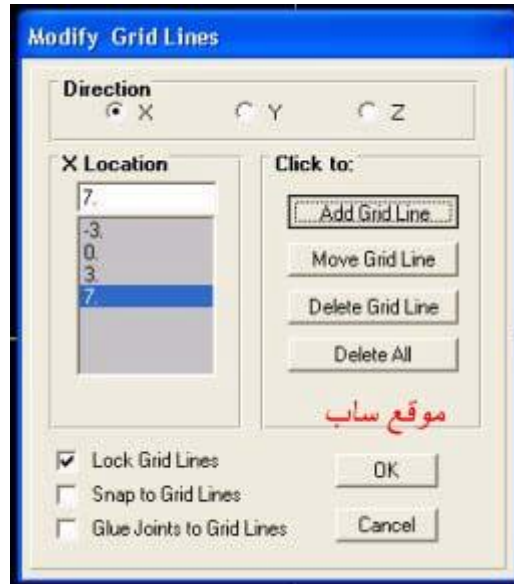 Modify Grid Lines
Direction
X Y Z
X Location
7.
-3.
0.
3.
7.
Click to:
Add Grid Line
Move Grid Line
Delete Grid Line
Delete All
موقع ساب
Lock Grid Lines
Snap to Grid Lines
Glue Joints to Grid Lines
OK
Cancel